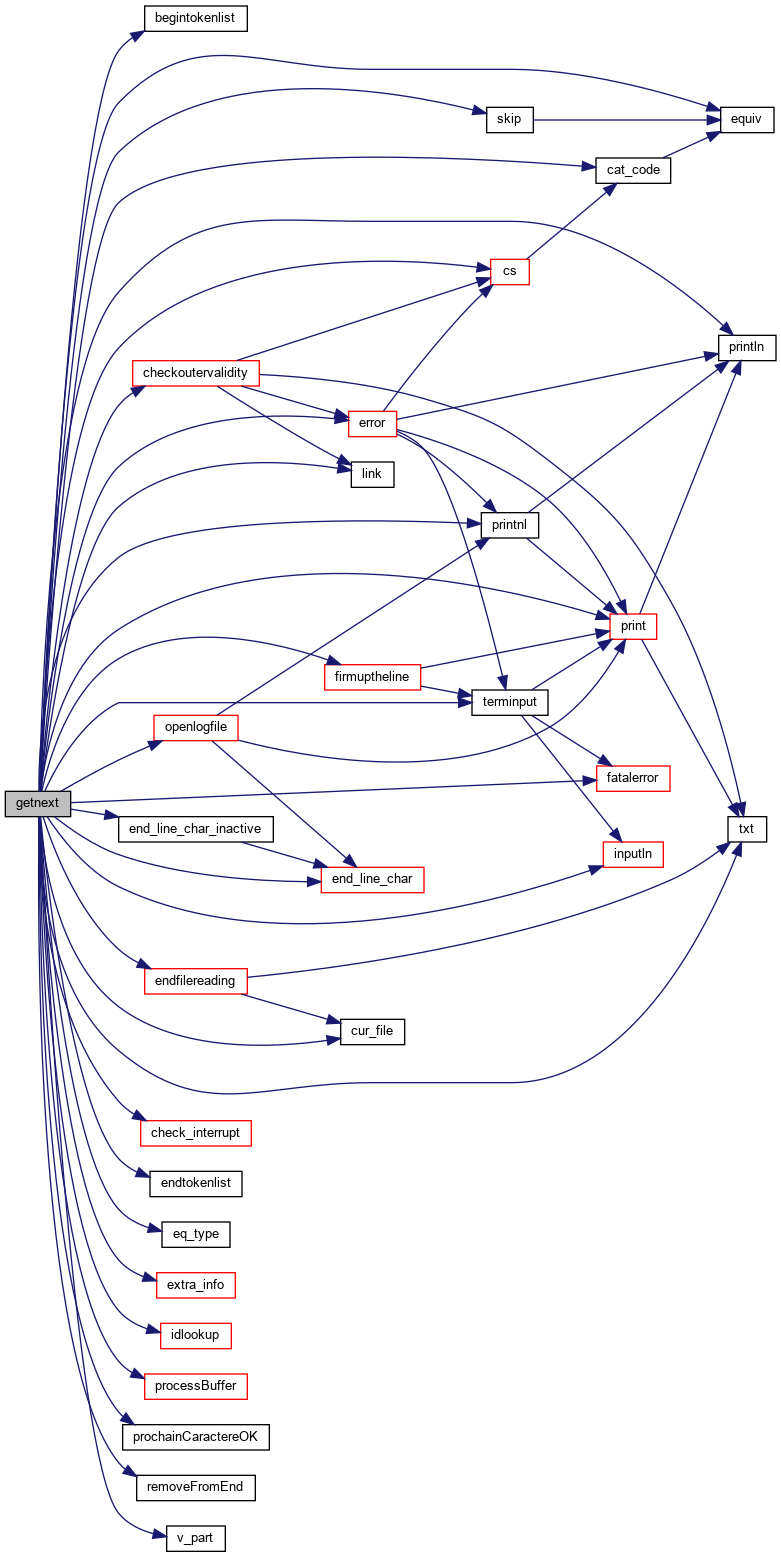 begintokenlist
equiv
skip
cat_code
cs
println
checkoutervalidity
error
link
printnl
print
firmuptheline
terminput
openlogfile
fatalerror
getnext
end_line_char_inactive
txt
inputln
end_line_char
endfilereading
cur_file
check_interrupt
endtokenlist
eq_type
extra_info
idlookup
processBuffer
prochainCaractereOK
removeFromEnd
v_part